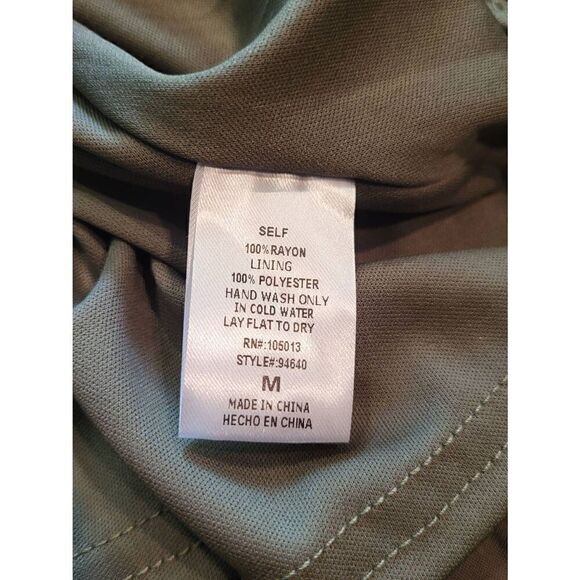 SELF
100% RAYON
LINING
100% POLYESTER
HAND WASH ONLY
IN COLD WATER
LAY FLAT TO DRY
RN#:105013
STYLE#:94640
M
MADE IN CHINA
HECHO EN CHINA